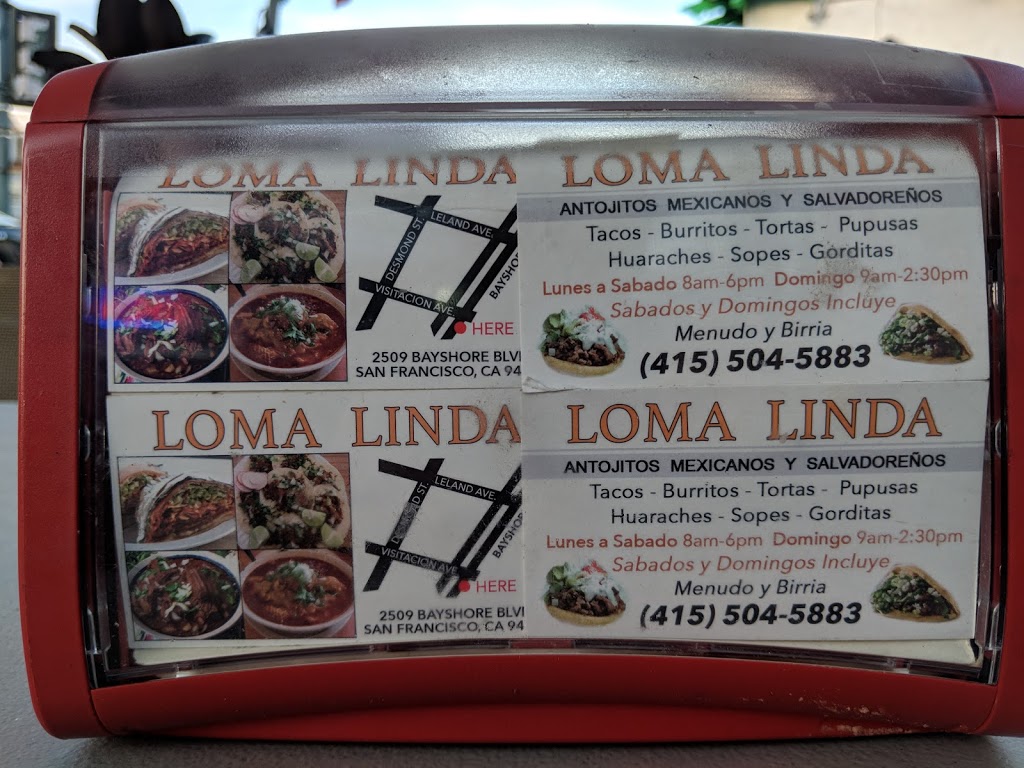 LOMA LINDA
LELAND AVE.
DESMOND ST.
VISITACION AVE.
HERE
2509 BAYSHORE
SAN FRANCISCO, CA
LOMA LINDA
ANTOJITOS MEXICANOS Y SALVADOREÑOS
Tacos - Burritos - Tortas - Pupusas
Huaraches - Sopes - Gorditas
Lunes a Sabado 8am-6pm Domingo 9am-2:30pm
Sabados y Domingos Incluye
Menudo y Birria
(415) 504-5883
LOMA LINDA
LELAND AVE.
VISITACION AVE.
HERE
2509 BAYSHORE
SAN FRANCISCO, CA
LOMA LINDA
ANTOJITOS MEXICANOS Y SALVADOREÑOS
Tacos - Burritos - Tortas - Pupusas
Huaraches - Sopes - Gorditas
Lunes a Sabado 8am-6pm Domingo 9am-2:30pm
Sabados y Domingos Incluye
Menudo y Birria
(415) 504-5883